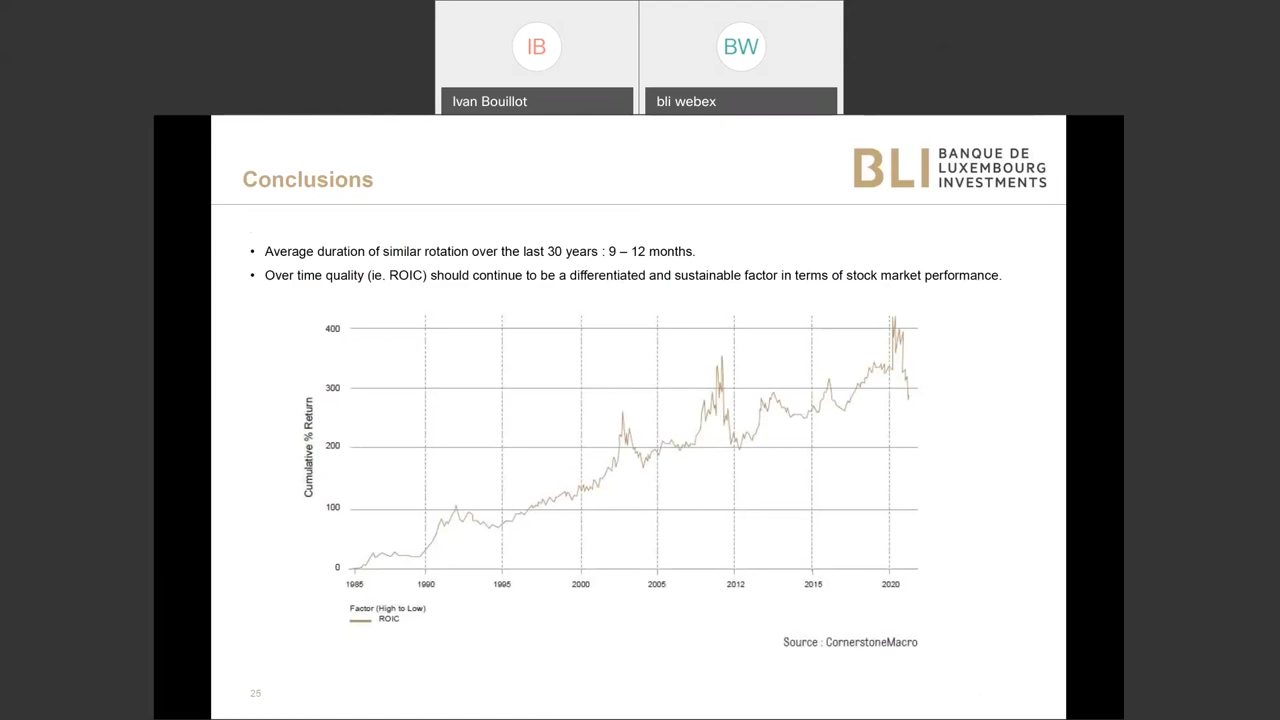 IB
BW
Ivan Bouillot
bli webex
Conclusions
BLI BANQUE DE
LUXEMBOURG
INVESTMENTS
• Average duration of similar rotation over the last 30 years : 9 – 12 months.
• Over time quality (ie. ROIC) should continue to be a differentiated and sustainable factor in terms of stock market performance.
Cumulative % Return
400
300
200
100
0
1985 1990 1995 2000 2005 2012 2015 2020
Factor (High to Low)
ROIC
Source : CornerstoneMacro
25